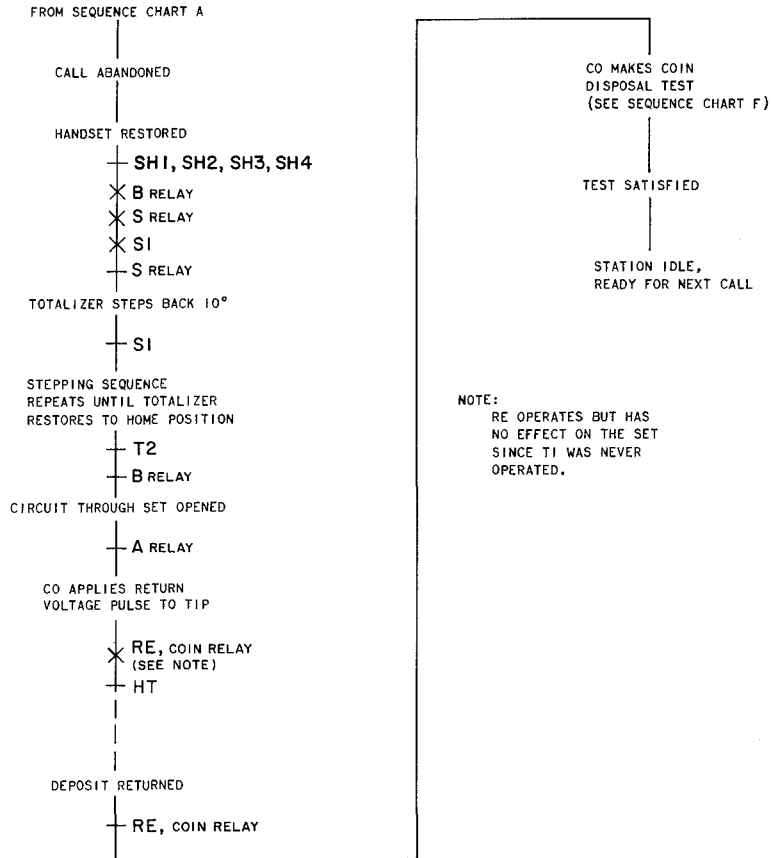 FROM SEQUENCE CHART A
CALL ABANDONED
HANDSET RESTORED
SH1, SH2, SH3, SH4
B RELAY
S RELAY
S1
S RELAY
TOTALIZER STEPS BACK 10°
S1
STEPPING SEQUENCE
REPEATS UNTIL TOTALIZER
RESTORES TO HOME POSITION
T2
B RELAY
CIRCUIT THROUGH SET OPENED
A RELAY
CO APPLIES RETURN
VOLTAGE PULSE TO TIP
RE, COIN RELAY
(SEE NOTE)
HT
DEPOSIT RETURNED
RE, COIN RELAY
CO MAKES COIN
DISPOSAL TEST
(SEE SEQUENCE CHART F)
TEST SATISFIED
STATION IDLE,
READY FOR NEXT CALL
NOTE:
RE OPERATES BUT HAS
NO EFFECT ON THE SET
SINCE T1 WAS NEVER
OPERATED.